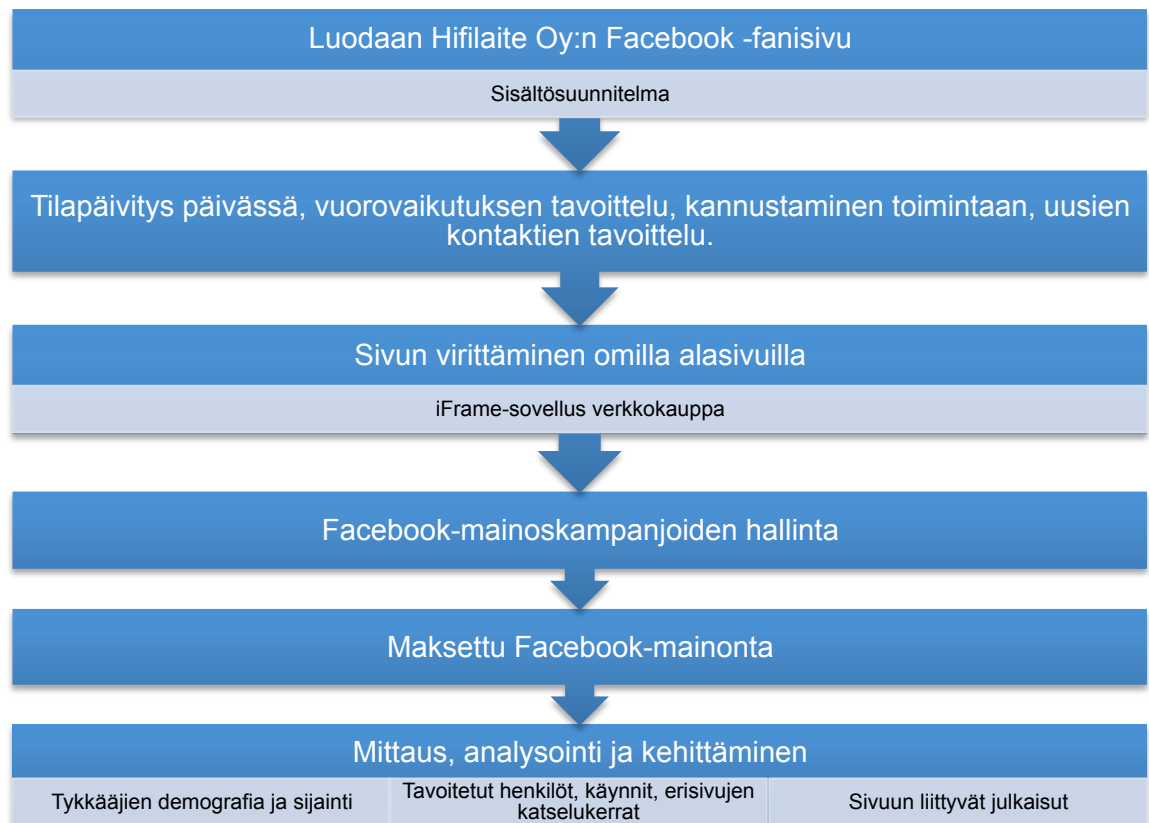 Luodaan Hifilaite Oy:n Facebook -fanisivu
Sisältösuunnitelma
Tilapäivitys päivässä, vuorovaikutuksen tavoittelu, kannustaminen toimintaan, uusien
kontaktien tavoittelu.
Sivun virittäminen omilla alasivuilla
iFrame-sovellus verkkokauppa
Facebook-mainoskampanjoiden hallinta
Maksettu Facebook-mainonta
Mittaus, analysointi ja kehittäminen
Tykkääjien demografia ja sijainti
Tavoitetut henkilöt, käynnit, erisivujen
katselukerrat
Sivuun liittyvät julkaisut